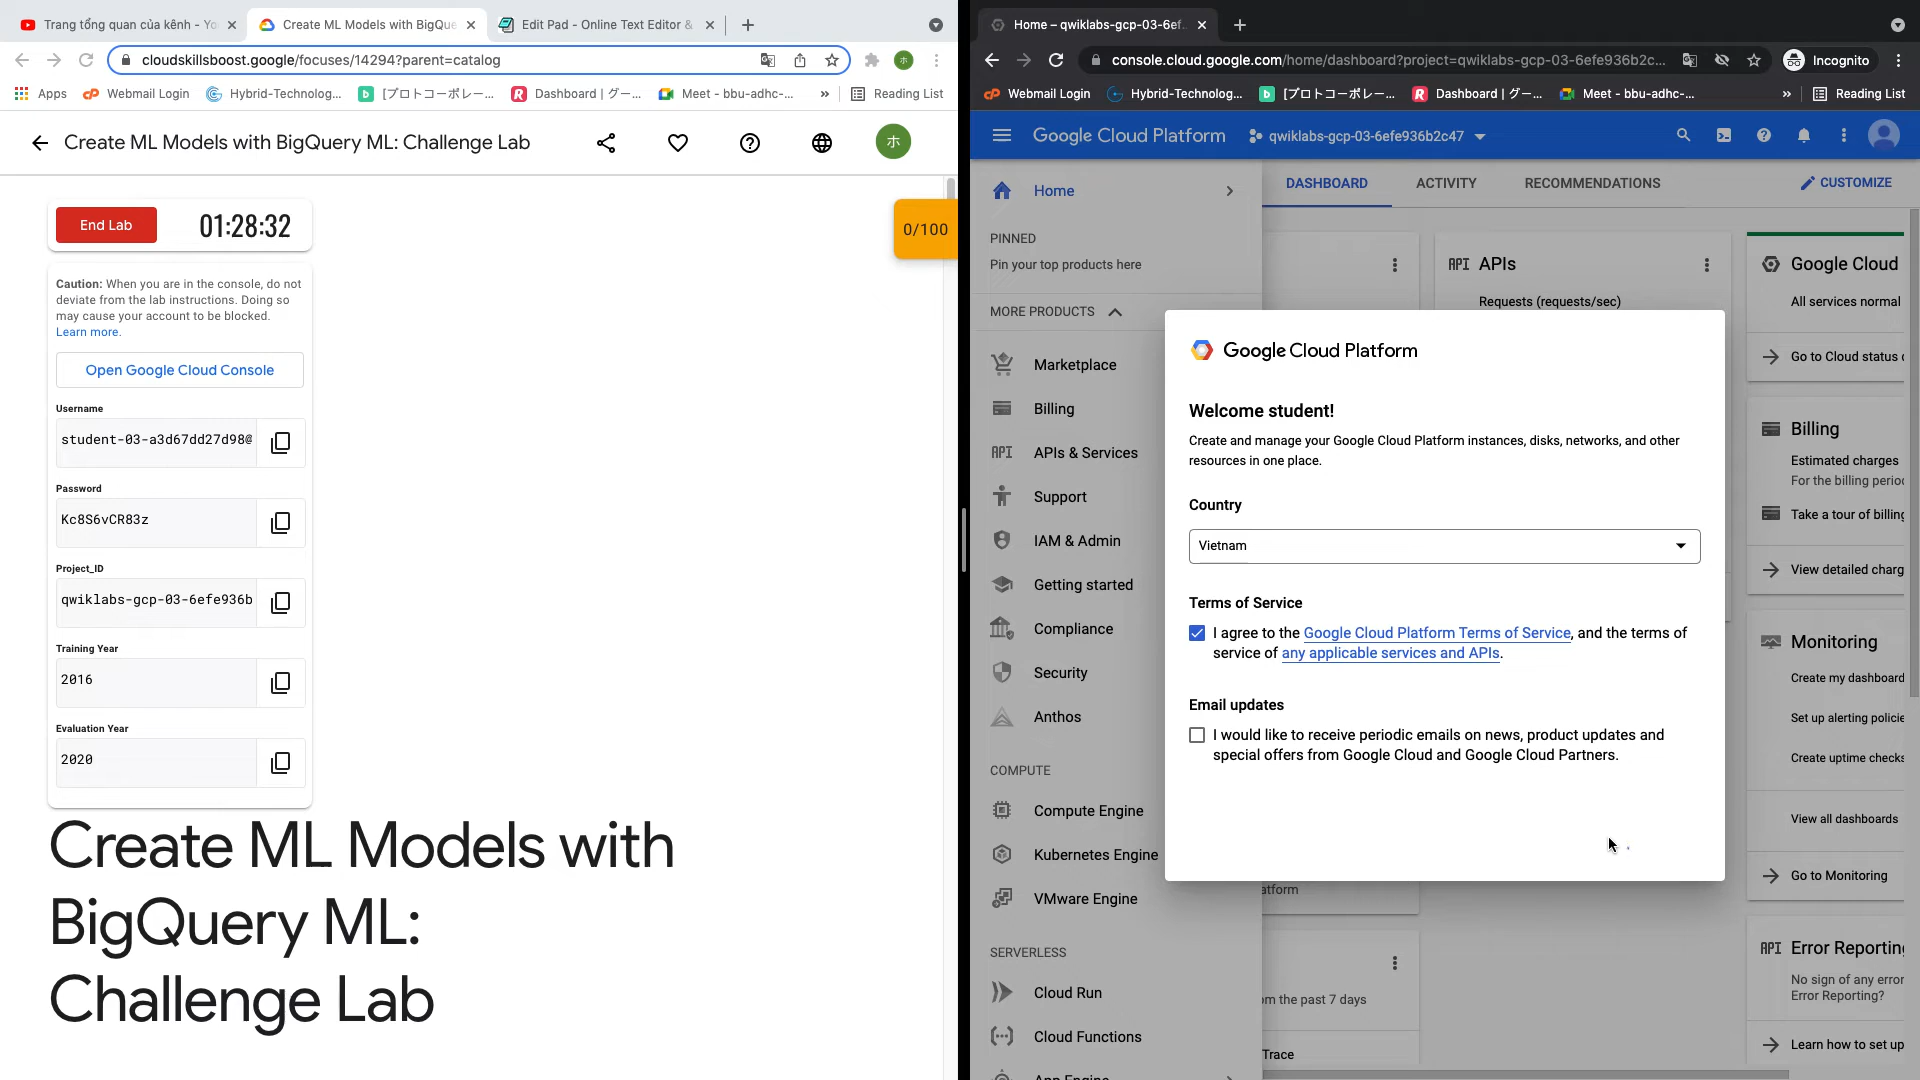 Trang tổng quan của kênh - Yo
Create ML Models with BigQue
Edit Pad - Online Text Editor &
cloudskillsboost.google/focuses/14294?parent=catalog
Apps
Webmail Login
Hybrid-Technolog...
[プロトコーポレー...
Dashboard | グー...
Meet - bbu-adhc-...
»
Reading List
Create ML Models with BigQuery ML: Challenge Lab
ホ
End Lab
01:28:32
0/100
Caution: When you are in the console, do not
deviate from the lab instructions. Doing so
may cause your account to be blocked.
Learn more.
Open Google Cloud Console
Username
student-03-a3d67dd27d98@
Password
Kc8S6vCR83z
Project_ID
qwiklabs-gcp-03-6efe936b
Training Year
2016
Evaluation Year
2020
Create ML Models with
BigQuery ML:
Challenge Lab
Home – qwiklabs-gcp-03-6ef
console.cloud.google.com/home/dashboard?project=qwiklabs-gcp-03-6efe936b2c...
Incognito
Webmail Login
Hybrid-Technolog...
[プロトコーポレー...
Dashboard | グー...
Meet - bbu-adhc-...
»
Reading List
Google Cloud Platform
qwiklabs-gcp-03-6efe936b2c47
Home
DASHBOARD
ACTIVITY
RECOMMENDATIONS
CUSTOMIZE
PINNED
Pin your top products here
MORE PRODUCTS
Marketplace
Billing
API APIs & Services
Support
IAM & Admin
Getting started
Compliance
Security
Anthos
COMPUTE
Compute Engine
Kubernetes Engine
VMware Engine
SERVERLESS
Cloud Run
Cloud Functions
App Engine
API APIs
Requests (requests/sec)
Google Cloud Platform
Welcome student!
Create and manage your Google Cloud Platform instances, disks, networks, and other
resources in one place.
Country
Vietnam
Terms of Service
I agree to the Google Cloud Platform Terms of Service, and the terms of
service of any applicable services and APIs.
Email updates
I would like to receive periodic emails on news, product updates and
special offers from Google Cloud and Google Cloud Partners.
atform
om the past 7 days
Trace
Google Cloud
All services normal
Go to Cloud status d
Billing
Estimated charges
For the billing period
Take a tour of billing
View detailed charg
Monitoring
Create my dashboard
Set up alerting policie
Create uptime checks
View all dashboards
Go to Monitoring
API Error Reporting
No sign of any error
Error Reporting?
Learn how to set up